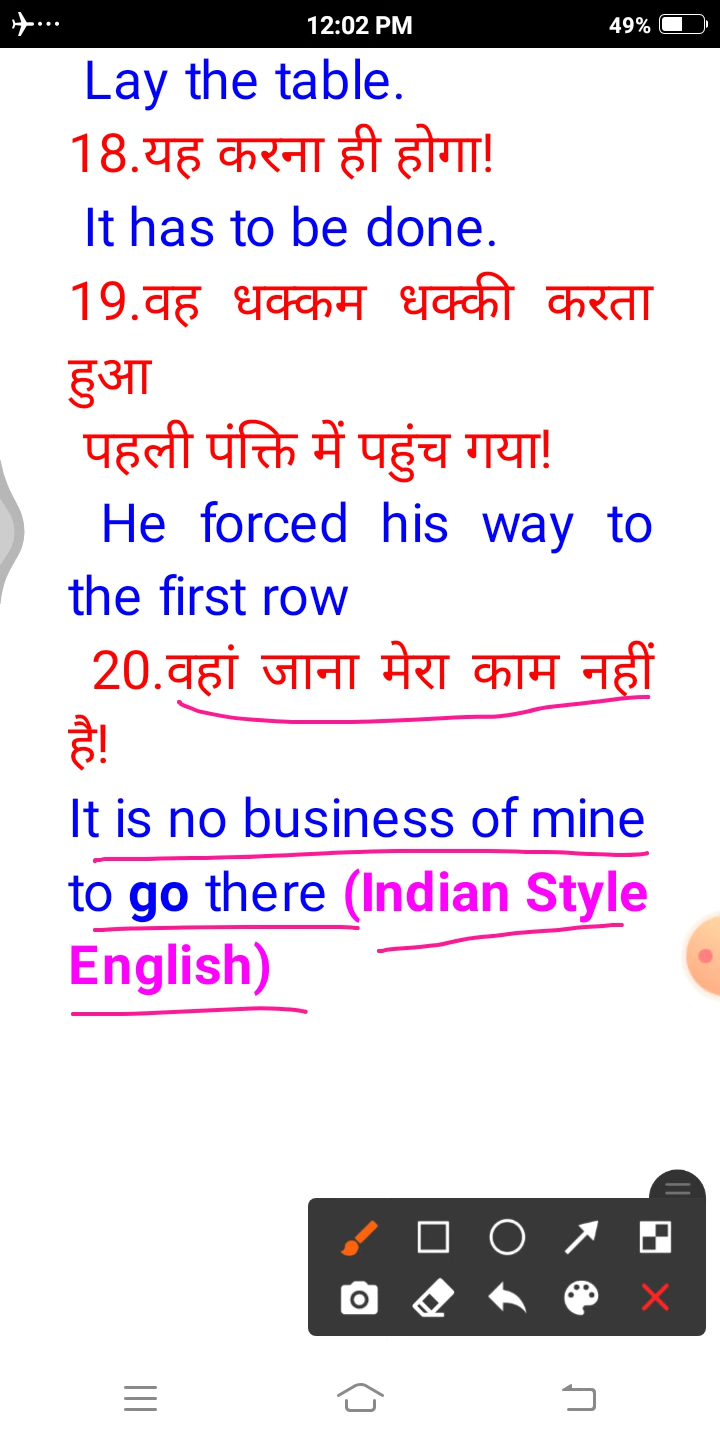 12:02 PM 49%
Lay the table.
18.यह करना ही होगा!
It has to be done.
19.वह धक्कम धक्की करता
हुआ
पहली पंक्ति में पहुंच गया!
He forced his way to
the first row
20.वहां जाना मेरा काम नहीं
है!
It is no business of mine
to go there (Indian Style
English)